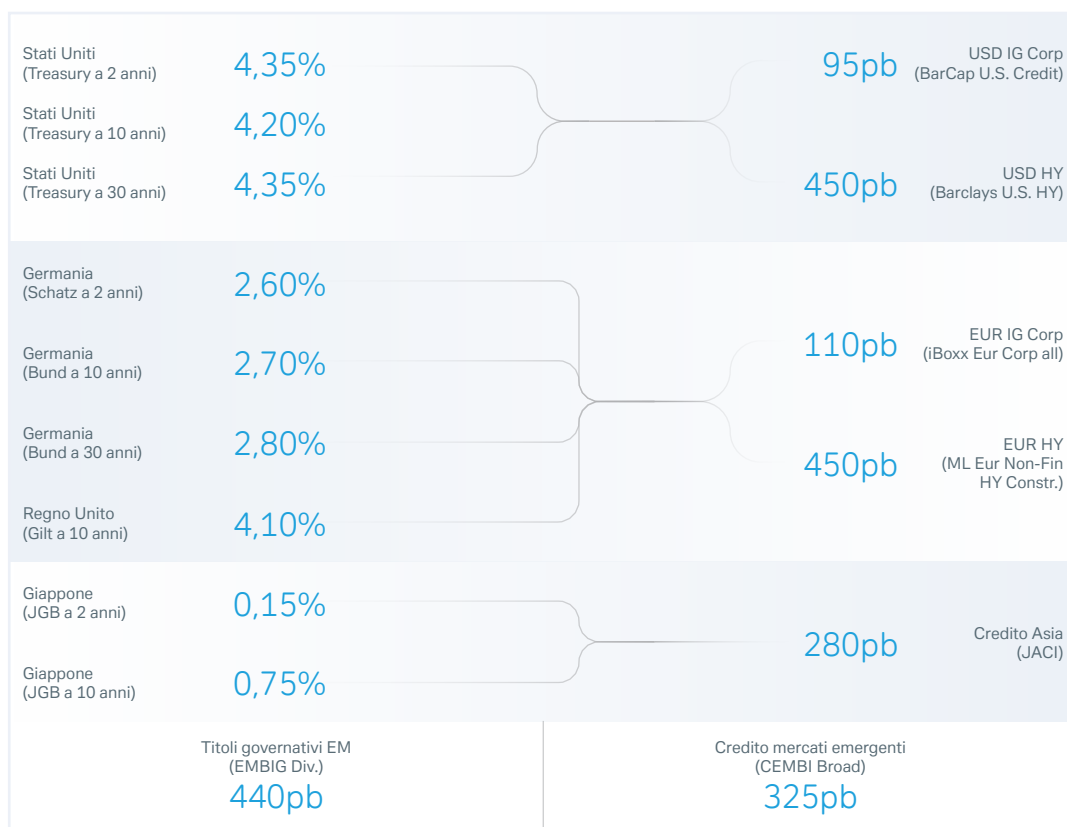 Stati Uniti
(Treasury a 2 anni)
4,35%
95pb
USD IG Corp
(BarCap U.S. Credit)
Stati Uniti
(Treasury a 10 anni)
4,20%
Stati Uniti
(Treasury a 30 anni)
4,35%
450pb
USD HY
(Barclays U.S. HY)
Germania
(Schatz a 2 anni)
2,60%
Germania
(Bund a 10 anni)
2,70%
110pb
EUR IG Corp
(iBoxx Eur Corp all)
Germania
(Bund a 30 anni)
2,80%
450pb
EUR HY
(ML Eur Non-Fin
HY Constr.)
Regno Unito
(Gilt a 10 anni)
4,10%
Giappone
(JGB a 2 anni)
0,15%
280pb
Credito Asia
(JACI)
Giappone
(JGB a 10 anni)
0,75%
Titoli governativi EM
(EMBIG Div.)
440pb
Credito mercati emergenti
(CEMBI Broad)
325pb